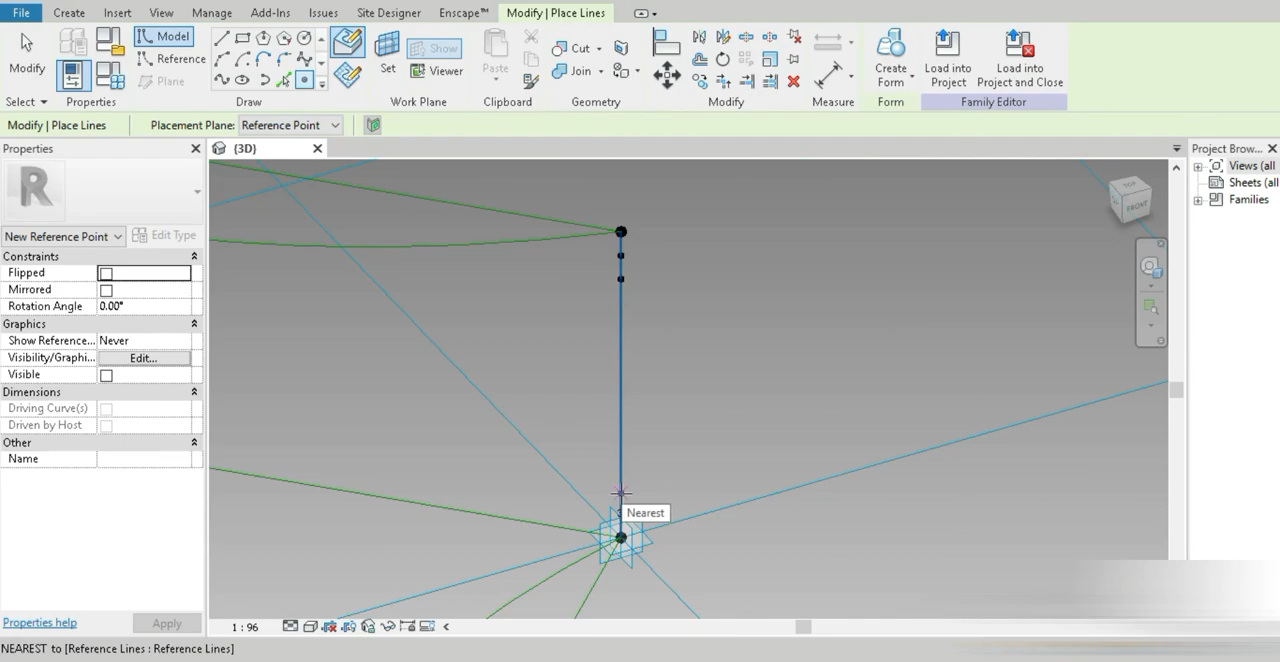 File Create Insert View Manage Add-Ins Issues Site Designer Enscape™ Modify | Place Lines
Modify
Model
Reference
Plane
Set
Show
Viewer
Paste
Cut
Join
Create Form
Load into Project
Load into Project and Close
Select Properties Draw Work Plane Clipboard Geometry Modify Measure Form Family Editor
Modify | Place Lines Placement Plane: Reference Point
Properties
{3D}
Project Brow...
Views (all
Sheets (all
Families
TOP
FRONT
R
New Reference Point Edit Type
Constraints
Flipped
Mirrored
Rotation Angle 0.00°
Graphics
Show Reference... Never
Visibility/Graphi... Edit...
Visible
Dimensions
Driving Curve(s)
Driven by Host
Other
Name
Nearest
Properties help Apply
1 : 96
NEAREST to [Reference Lines : Reference Lines]